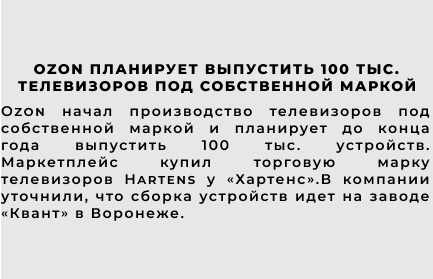 OZON ПЛАНИРУЕТ ВЫПУСТИТЬ 100 ТЫС.
ТЕЛЕВИЗОРОВ ПОД СОБСТВЕННОЙ МАРКОЙ
Ozon начал производство телевизоров под
собственной маркой и планирует до конца
года выпустить 100 тыс. устройств.
Маркетплейс купил торговую марку
телевизоров Hartens у «Хартенс».В компании
уточнили, что сборка устройств идет на заводе
«Квант» в Воронеже.